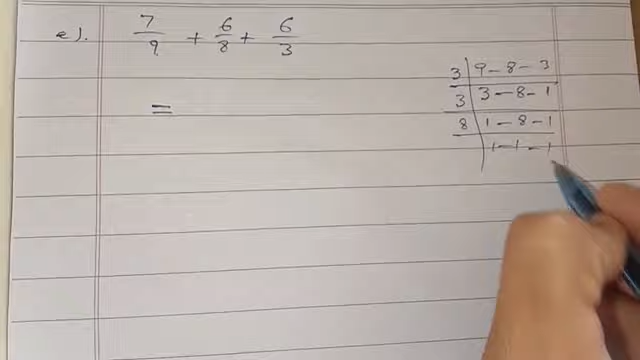 e). 7/9 + 6/8 + 6/3
=
3 | 9 - 8 - 3
3 | 3 - 8 - 1
8 | 1 - 8 - 1
| 1 - 1 - 1